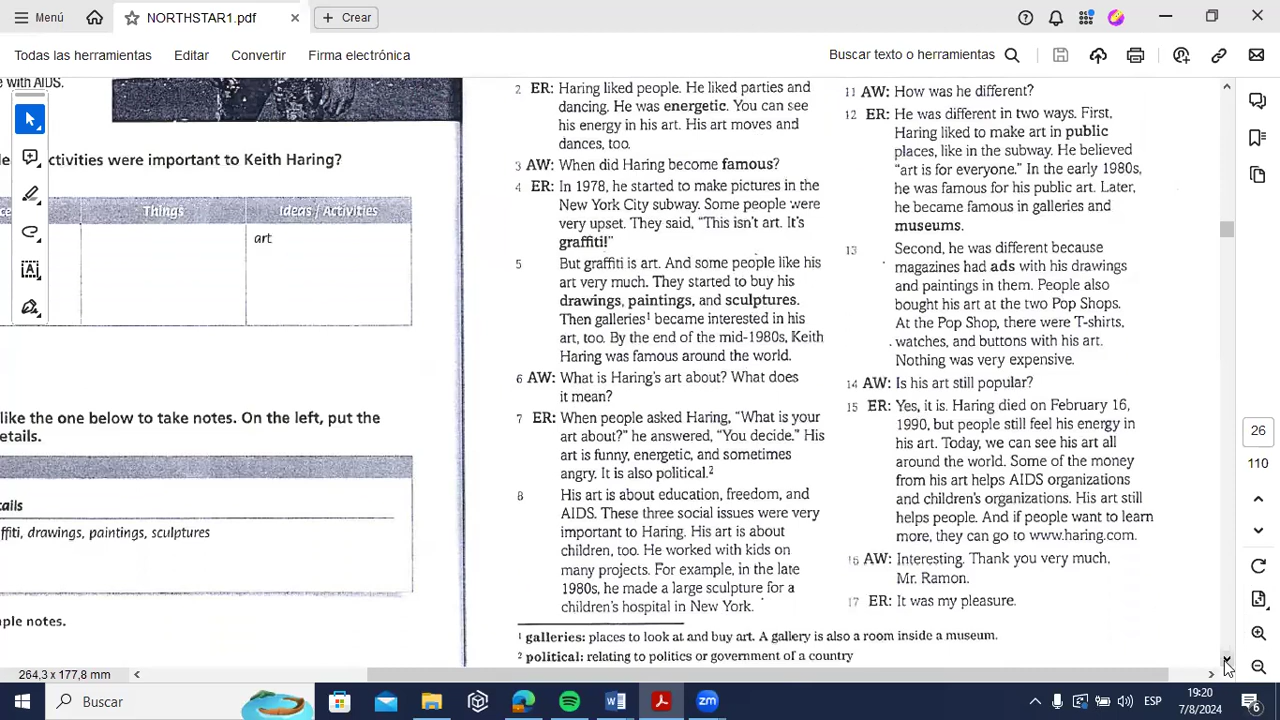 Menú
NORTHSTAR1.pdf
Crear
Todas las herramientas
Editar
Convertir
Firma electrónica
Buscar texto o herramientas
e with AIDS.
activities were important to Keith Haring?
Things
Ideas / Activities
art
like the one below to take notes. On the left, put the
etails.
tails
ffiti, drawings, paintings, sculptures
ple notes.
2 ER: Haring liked people. He liked parties and
dancing. He was energetic. You can see
his energy in his art. His art moves and
dances, too.
3 AW: When did Haring become famous?
4 ER: In 1978, he started to make pictures in the
New York City subway. Some people were
very upset. They said, “This isn’t art. It’s
graffiti!”
5 But graffiti is art. And some people like his
art very much. They started to buy his
drawings, paintings, and sculptures.
Then galleries¹ became interested in his
art, too. By the end of the mid-1980s, Keith
Haring was famous around the world.
6 AW: What is Haring’s art about? What does
it mean?
7 ER: When people asked Haring, “What is your
art about?” he answered, “You decide.” His
art is funny, energetic, and sometimes
angry. It is also political.²
8 His art is about education, freedom, and
AIDS. These three social issues were very
important to Haring. His art is about
children, too. He worked with kids on
many projects. For example, in the late
1980s, he made a large sculpture for a
children’s hospital in New York.
11 AW: How was he different?
12 ER: He was different in two ways. First,
Haring liked to make art in public
places, like in the subway. He believed
“art is for everyone.” In the early 1980s,
he was famous for his public art. Later,
he became famous in galleries and
museums.
13 Second, he was different because
magazines had ads with his drawings
and paintings in them. People also
bought his art at the two Pop Shops.
At the Pop Shop, there were T-shirts,
watches, and buttons with his art.
Nothing was very expensive.
14 AW: Is his art still popular?
15 ER: Yes, it is. Haring died on February 16,
1990, but people still feel his energy in
his art. Today, we can see his art all
around the world. Some of the money
from his art helps AIDS organizations
and children’s organizations. His art still
helps people. And if people want to learn
more, they can go to www.haring.com.
16 AW: Interesting. Thank you very much,
Mr. Ramon.
17 ER: It was my pleasure.
¹ galleries: places to look at and buy art. A gallery is also a room inside a museum.
² political: relating to politics or government of a country
26
110
264,3 x 177,8 mm
Buscar
ESP
19:20
7/8/2024
6